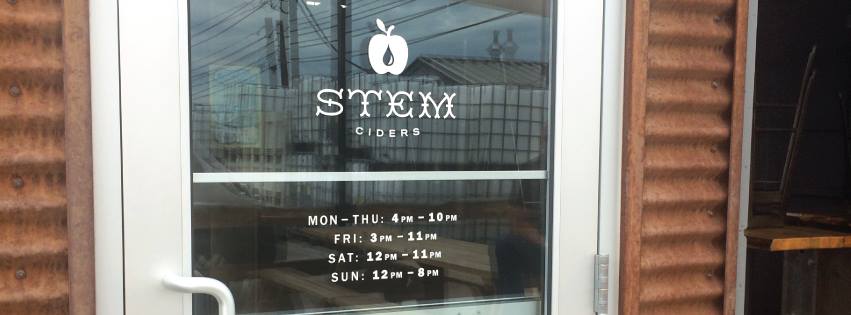 STEM
CIDERS
MON–THU: 4PM – 10PM
FRI: 3PM – 11PM
SAT: 12PM – 11PM
SUN: 12PM – 8PM